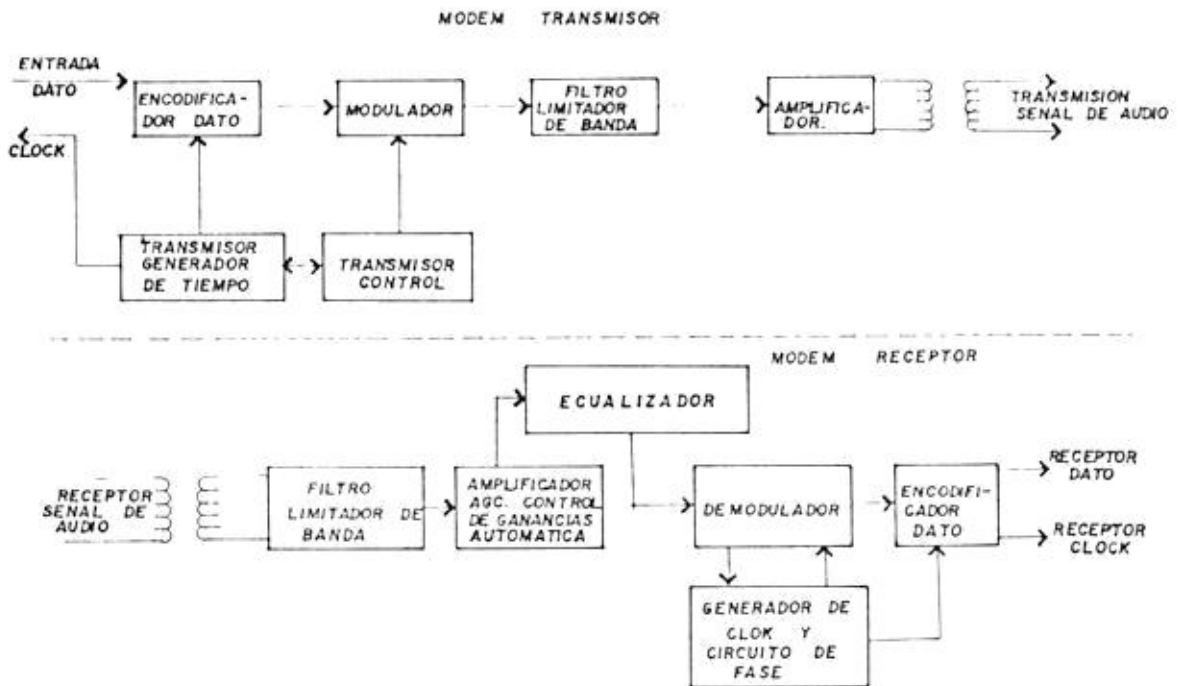 MODEM TRANSMISOR
ENTRADA
DATO
CLOCK
ENCODIFICA-
DOR DATO
MODULADOR
FILTRO
LIMITADOR
DE BANDA
AMPLIFICA-
DOR.
TRANSMISION
SEÑAL DE AUDIO
TRANSMISOR
GENERADOR
DE TIEMPO
TRANSMISOR
CONTROL
MODEM RECEPTOR
ECUALIZADOR
RECEPTOR
SEÑAL DE
AUDIO
FILTRO
LIMITADOR DE
BANDA
AMPLIFICADOR
AGC. CONTROL
DE GANANCIAS
AUTOMATICA
DEMODULADOR
ENCODIFI-
CADOR
DATO
RECEPTOR
DATO
RECEPTOR
CLOCK
GENERADOR DE
CLOK Y
CIRCUITO DE
FASE